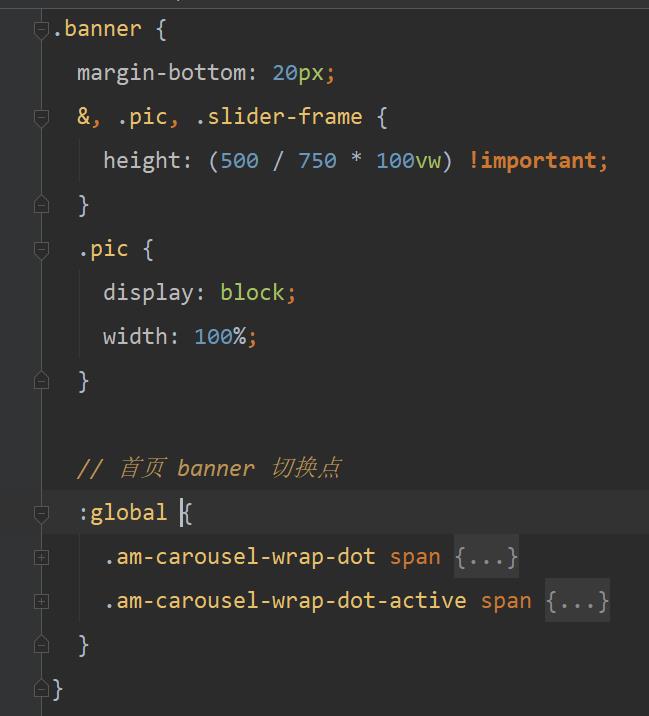 .banner {
margin-bottom: 20px;
&, .pic, .slider-frame {
height: (500 / 750 * 100vw) !important;
}
.pic {
display: block;
width: 100%;
}
// 首页 banner 切换点
:global {
.am-carousel-wrap-dot span {...}
.am-carousel-wrap-dot-active span {...}
}
}